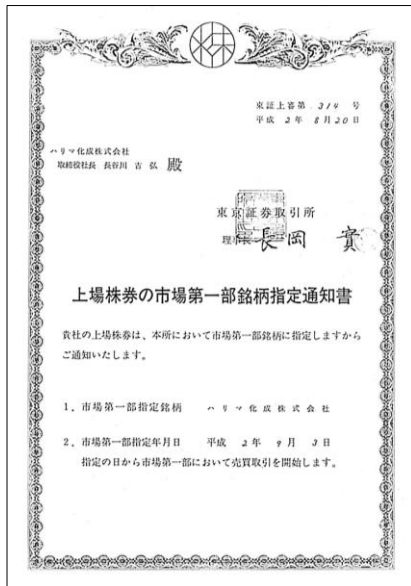 東証上審第 314 号
平成 2年 8月20日
ハリマ化成株式会社
取締役社長 長谷川 吉弘 殿
東京証券取引所
長岡 實
上場株券の市場第一部銘柄指定通知書
貴社の上場株券は、本所において市場第一部銘柄に指定しますから
ご通知いたします。
1、市場第一部指定銘柄 ハリマ化成株式会社
2、市場第一部指定年月日 平成 2年 9月 3日
指定の日から市場第一部において売買取引を開始します。